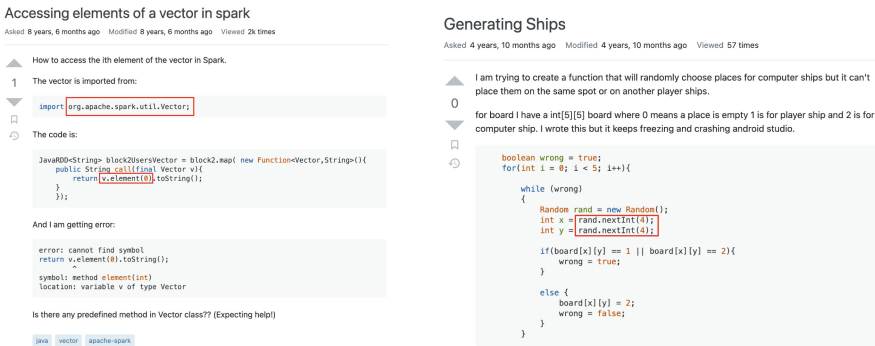 Accessing elements of a vector in spark
Asked 8 years, 6 months ago Modified 8 years, 6 months ago Viewed 2k times
How to access the ith element of the vector in Spark.
1
The vector is imported from:
import org.apache.spark.util.Vector;
The code is:
JavaRDD<String> block2UsersVector = block2.map( new Function<Vector,String>(){
public String call(final Vector v){
return v.element(0).toString();
}
});
And I am getting error:
error: cannot find symbol
return v.element(0).toString();
^
symbol: method element(int)
location: variable v of type Vector
Is there any predefined method in Vector class?? (Expecting help!)
java vector apache-spark
Generating Ships
Asked 4 years, 10 months ago Modified 4 years, 10 months ago Viewed 57 times
I am trying to create a function that will randomly choose places for computer ships but it can't
place them on the same spot or on another player ships.
0
for board I have a int[5][5] board where 0 means a place is empty 1 is for player ship and 2 is for
computer ship. I wrote this but it keeps freezing and crashing android studio.
boolean wrong = true;
for(int i = 0; i < 5; i++){
while (wrong)
{
Random rand = new Random();
int x = rand.nextInt(4);
int y = rand.nextInt(4);
if(board[x][y] == 1 || board[x][y] == 2){
wrong = true;
}
else {
board[x][y] = 2;
wrong = false;
}
}